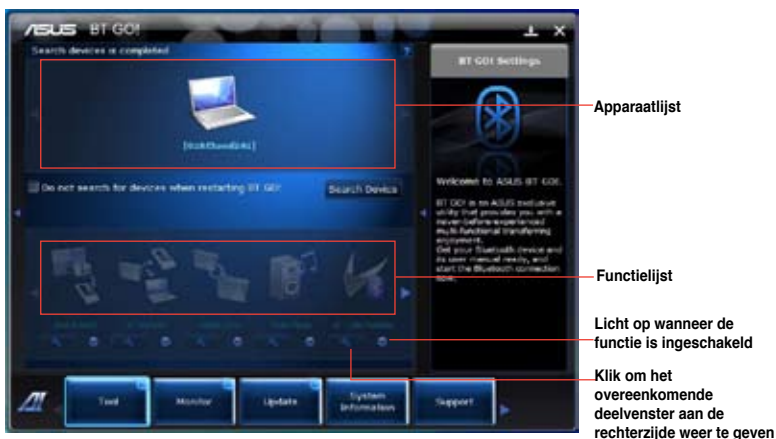 ASUS BT GO!
Search devices is completed
?
BT GO! Settings
Apparaatlijst
Do not search for devices when restarting BT GO!
Search Device
Welcome to ASUS BT GO!.
BT GO! is an ASUS exclusive
utility that provides you with a
never-before-experienced
multi-functional transferring
enjoyment.
Get your Bluetooth device and
its user manual ready, and
start the Bluetooth connection
now.
Functielijst
Licht op wanneer de
functie is ingeschakeld
Klik om het
overeenkomende
deelvenster aan de
rechterzijde weer te geven
Tool
Monitor
Update
System
Information
Support